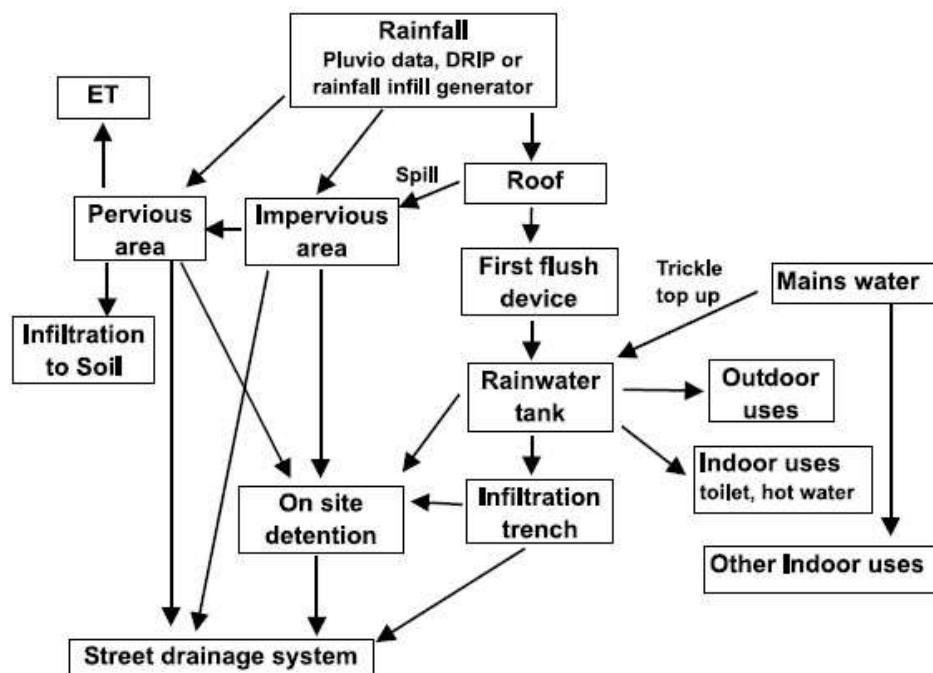 Rainfall
Pluvio data, DRIP or
rainfall infill generator
ET
Spill
Roof
Pervious
area
Impervious
area
First flush
device
Trickle
top up
Mains water
Infiltration
to Soil
Rainwater
tank
Outdoor
uses
Indoor uses
toilet, hot water
On site
detention
Infiltration
trench
Other Indoor uses
Street drainage system